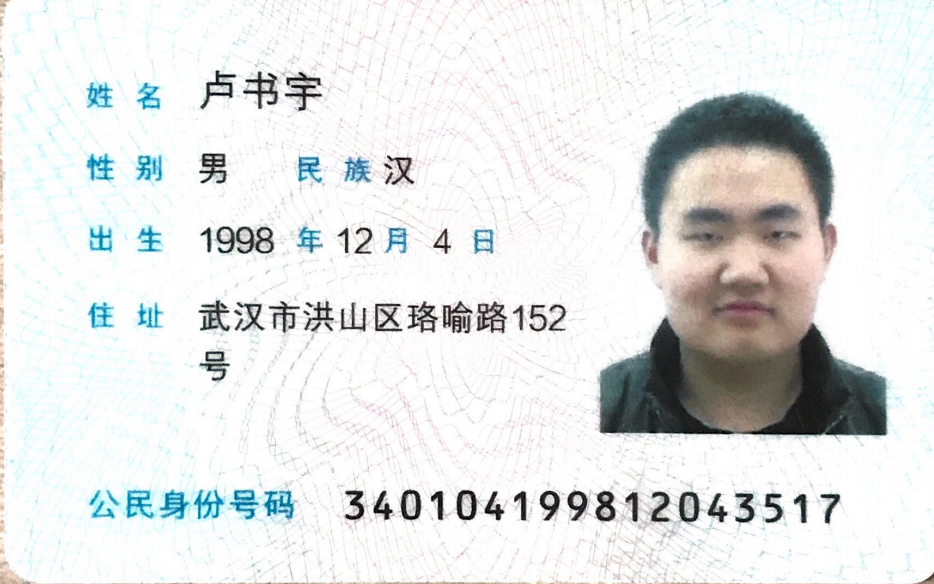 姓名 卢书宇
性别 男 民族 汉
出生 1998 年 12 月 4 日
住址 武汉市洪山区珞喻路152
号
公民身份号码 340104199812043517